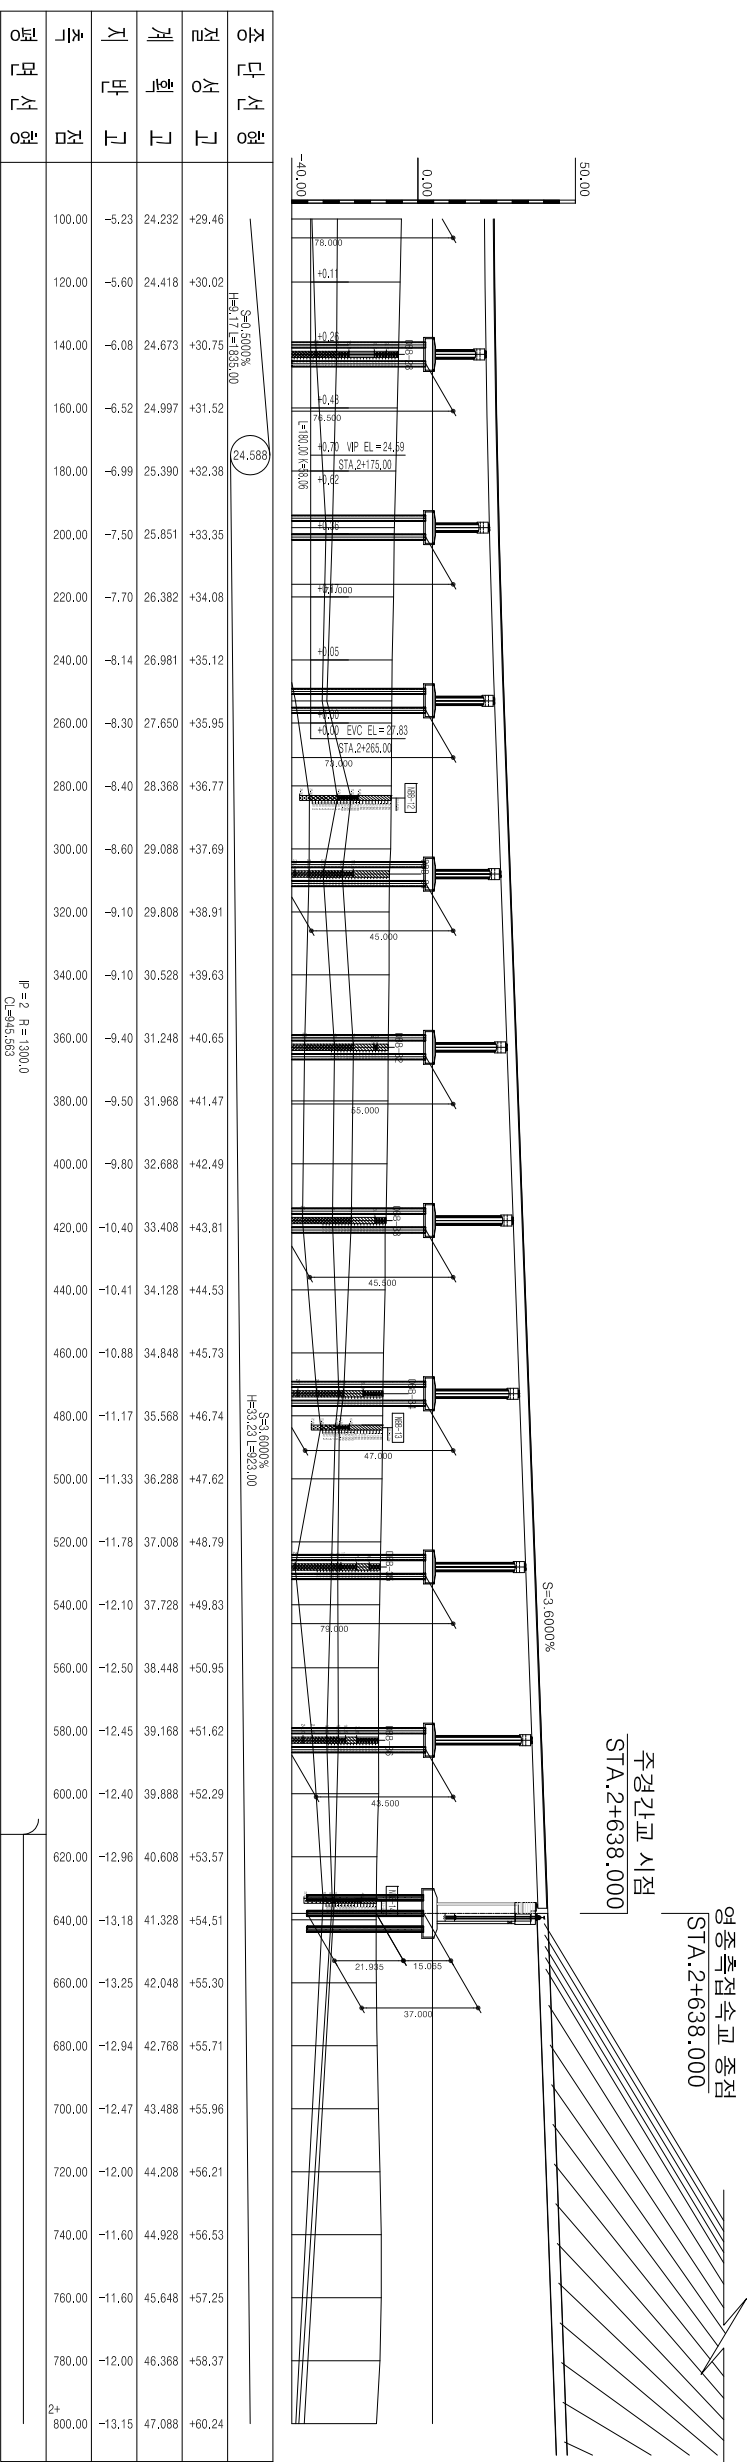 종 단 선 형
절 성 고
계 획 고
지 반 고
측 점
평 면 선 형
50.00
0.00
-40.00
100.00 -5.23 24.232 +29.46
120.00 -5.60 24.418 +30.02
140.00 -6.08 24.673 +30.75
160.00 -6.52 24.997 +31.52
180.00 -6.99 25.390 +32.38
200.00 -7.50 25.851 +33.35
220.00 -7.70 26.382 +34.08
240.00 -8.14 26.981 +35.12
260.00 -8.30 27.650 +35.95
280.00 -8.40 28.368 +36.77
300.00 -8.60 29.088 +37.69
320.00 -9.10 29.808 +38.91
340.00 -9.10 30.528 +39.63
360.00 -9.40 31.248 +40.65
380.00 -9.50 31.968 +41.47
400.00 -9.80 32.688 +42.49
420.00 -10.40 33.408 +43.81
440.00 -10.41 34.128 +44.53
460.00 -10.88 34.848 +45.73
480.00 -11.17 35.568 +46.74
500.00 -11.33 36.288 +47.62
520.00 -11.78 37.008 +48.79
540.00 -12.10 37.728 +49.83
560.00 -12.50 38.448 +50.95
580.00 -12.45 39.168 +51.62
600.00 -12.40 39.888 +52.29
620.00 -12.96 40.608 +53.57
640.00 -13.18 41.328 +54.51
660.00 -13.25 42.048 +55.30
680.00 -12.94 42.768 +55.71
700.00 -12.47 43.488 +55.96
720.00 -12.00 44.208 +56.21
740.00 -11.60 44.928 +56.53
760.00 -11.60 45.648 +57.25
780.00 -12.00 46.368 +58.37
2+
800.00 -13.15 47.088 +60.24
S=0.5000%
H=9.17 L=1835.00
24.588
S=3.6000%
H=33.23 L=923.00
IP = 2 R = 1300.0
CL=945.563
78.000
+0.11
+0.26
+0.48
76.500
+0.70 VIP EL = 24.59
STA.2+175.00
L=180.00 K=58.06
+0.62
71.000
+0.05
+0.00 EVC EL = 27.83
STA.2+265.00
73.000
NBB-12
45.000
55.000
45.500
NBB-13
47.000
79.000
43.500
21.935
15.065
37.000
S=3.6000%
주경간교 시점
STA.2+638.000
영종측접속교 종점
STA.2+638.000